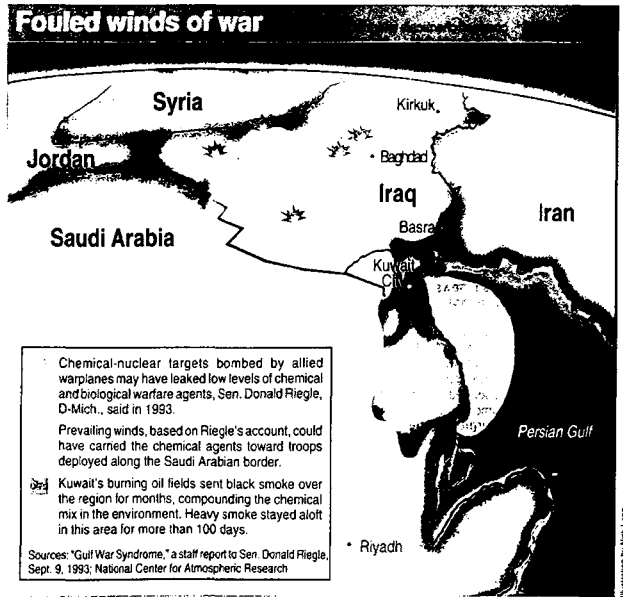 Fouled winds of war
Syria
Kirkuk
Jordan
Baghdad
Iraq
Iran
Basra
Saudi Arabia
Kuwait
City
Chemical-nuclear targets bombed by allied
warplanes may have leaked low levels of chemical
and biological warfare agents, Sen. Donald Riegle,
D-Mich., said in 1993.
Prevailing winds, based on Riegle's account, could
have carried the chemical agents toward troops
deployed along the Saudi Arabian border.
Kuwait's burning oil fields sent black smoke over
the region for months, compounding the chemical
mix in the environment. Heavy smoke stayed aloft
in this area for more than 100 days.
Sources: "Gulf War Syndrome," a staff report to Sen. Donald Riegle,
Sept. 9, 1993; National Center for Atmospheric Research
Persian Gulf
Riyadh